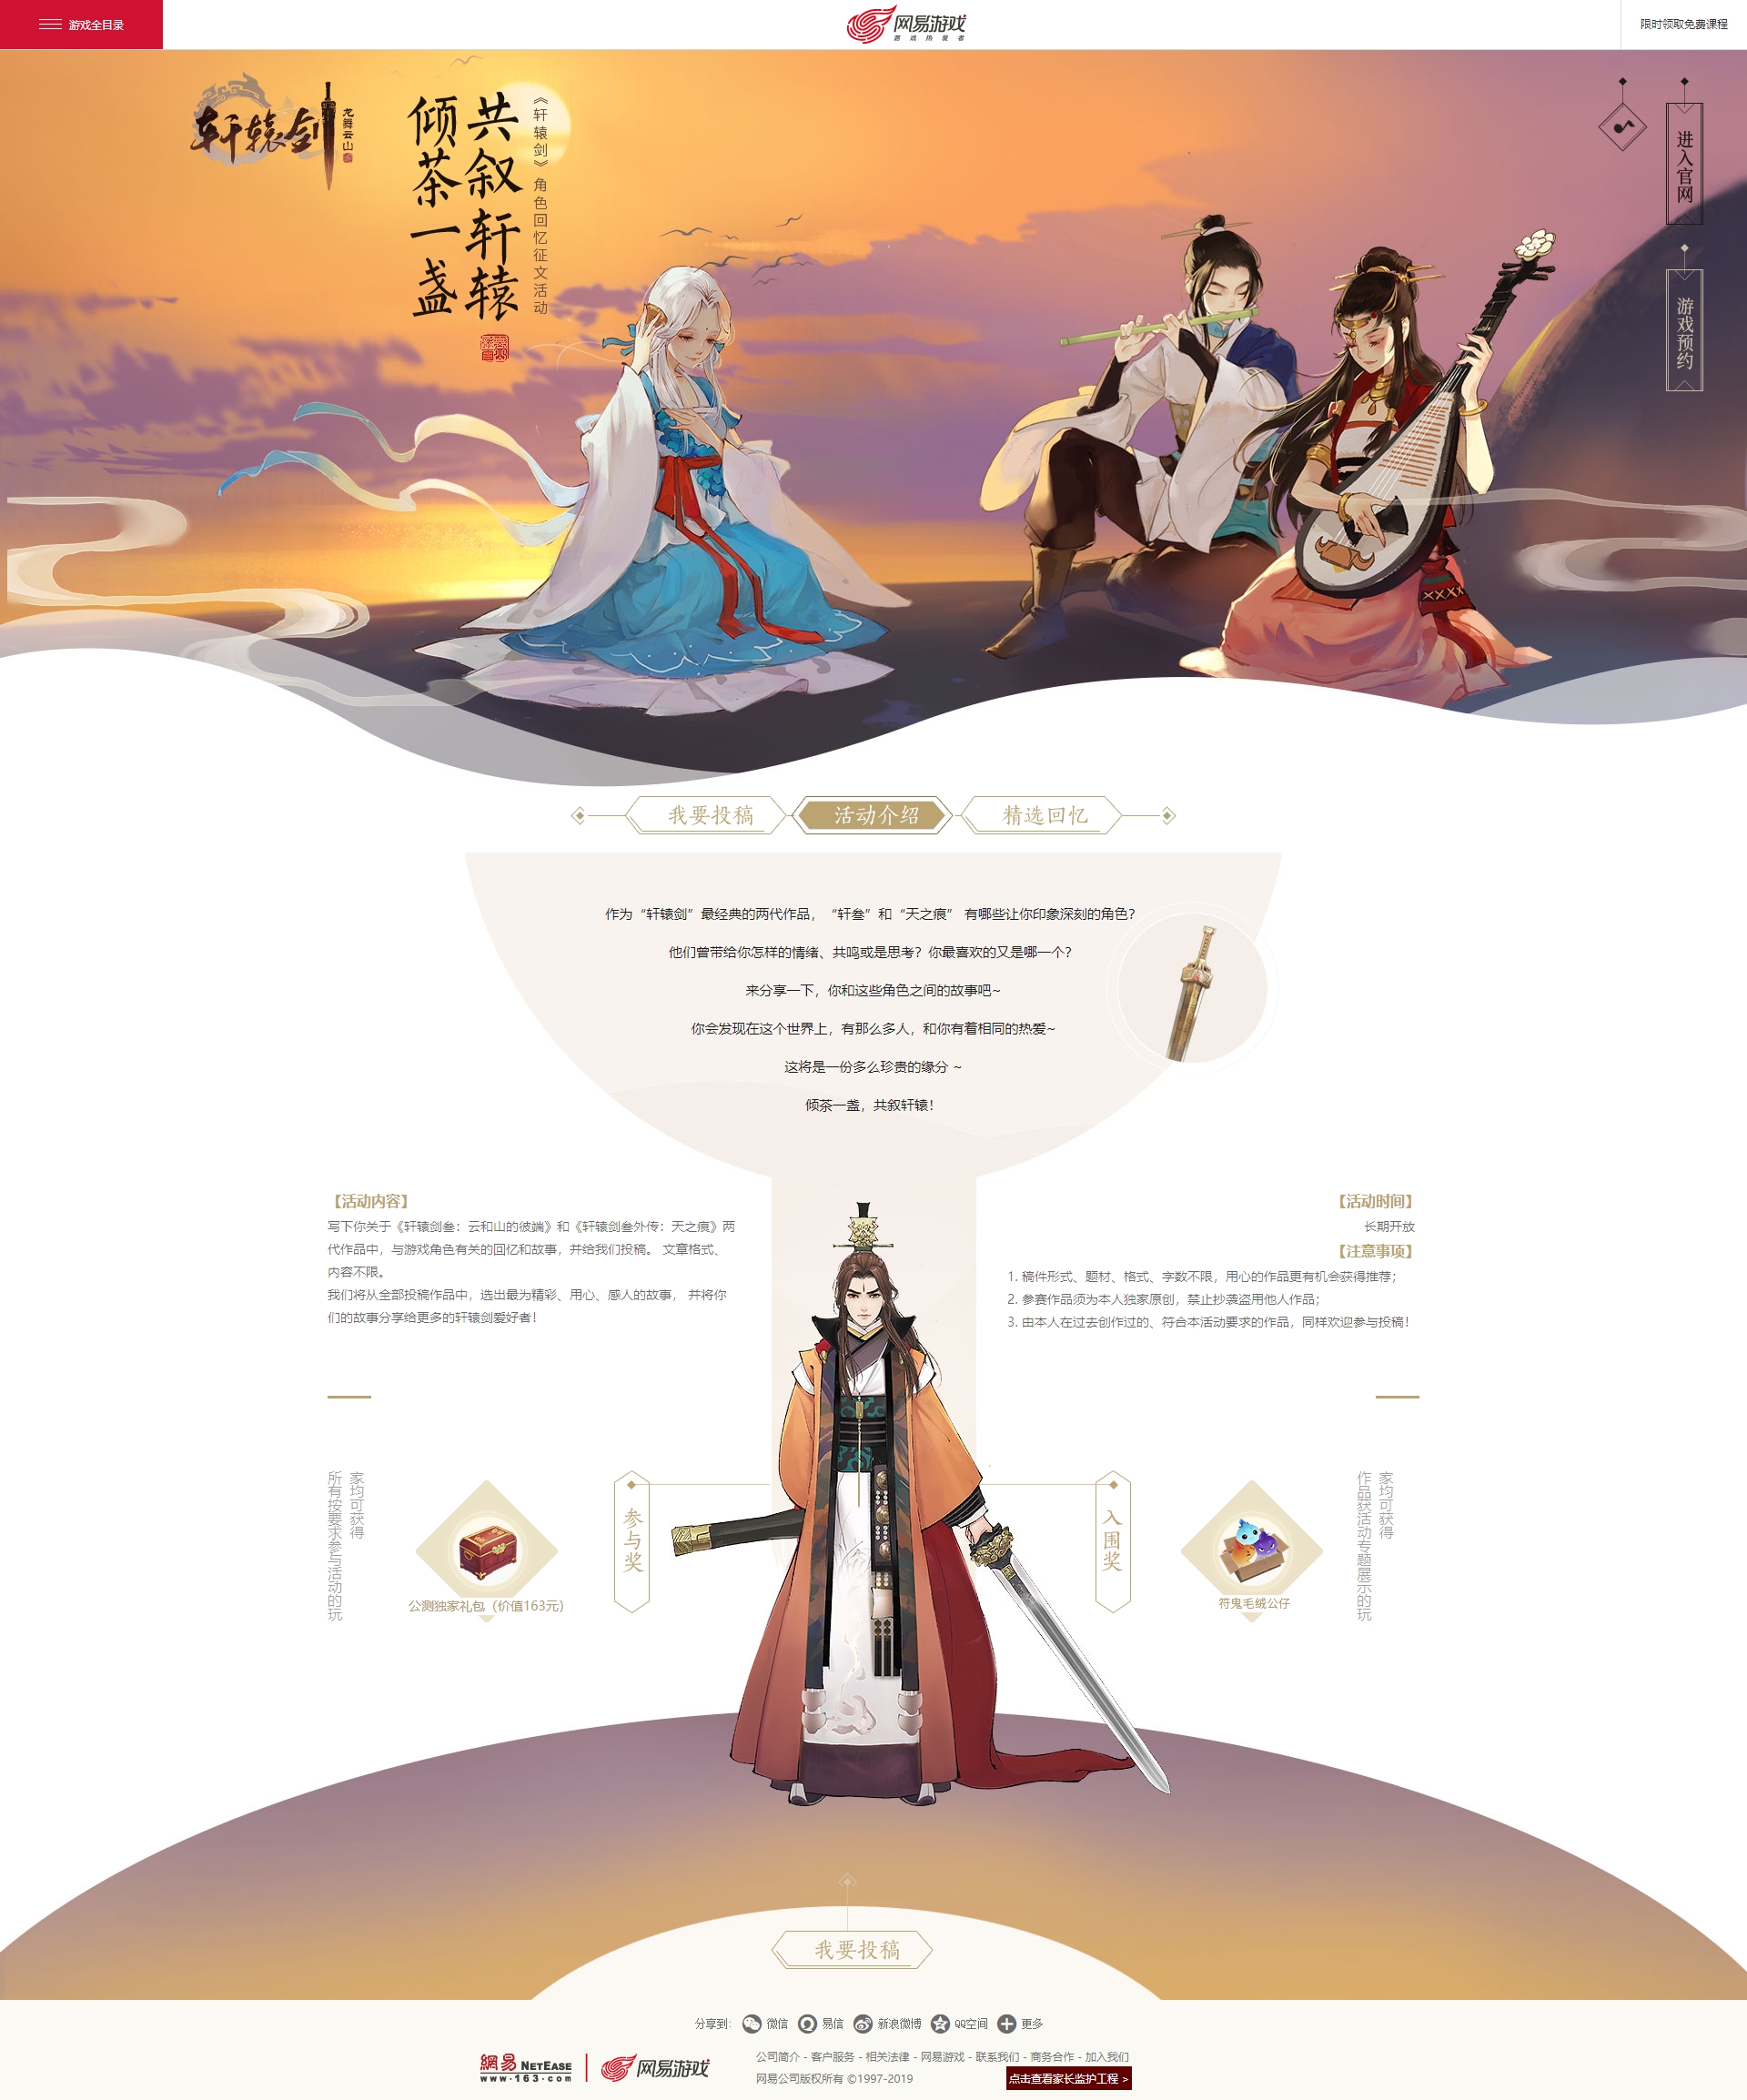 游戏全目录
网易游戏
游戏热爱者
限时领取免费课程
轩辕剑
龙舞云山
共叙轩辕
倾茶一盏
《轩辕剑》角色回忆征文活动
进入官网
游戏预约
我要投稿
活动介绍
精选回忆
作为“轩辕剑”最经典的两代作品，“轩叁”和“天之痕” 有哪些让你印象深刻的角色？
他们曾带给你怎样的情绪、共鸣或是思考？你最喜欢的又是哪一个？
来分享一下，你和这些角色之间的故事吧~
你会发现在这个世界上，有那么多人，和你有着相同的热爱~
这将是一份多么珍贵的缘分 ~
倾茶一盏，共叙轩辕！
【活动内容】
写下你关于《轩辕剑叁：云和山的彼端》和《轩辕剑叁外传：天之痕》两
代作品中，与游戏角色有关的回忆和故事，并给我们投稿。 文章格式、
内容不限。
我们将从全部投稿作品中，选出最为精彩、用心、感人的故事， 并将你
们的故事分享给更多的轩辕剑爱好者！
【活动时间】
长期开放
【注意事项】
1. 稿件形式、题材、格式、字数不限，用心的作品更有机会获得推荐；
2. 参赛作品须为本人独家原创，禁止抄袭盗用他人作品；
3. 由本人在过去创作过的、符合本活动要求的作品，同样欢迎参与投稿！
所有按要求参与活动的玩
家均可获得
公测独家礼包（价值163元）
参与奖
入围奖
符鬼毛绒公仔
作品获活动专题展示的玩
家均可获得
我要投稿
分享到：
微信
易信
新浪微博
QQ空间
更多
網易 NETEASE
www.163.com
网易游戏
公司简介 - 客户服务 - 相关法律 - 网易游戏 - 联系我们 - 商务合作 - 加入我们
网易公司版权所有 ©1997-2019
点击查看家长监护工程 >